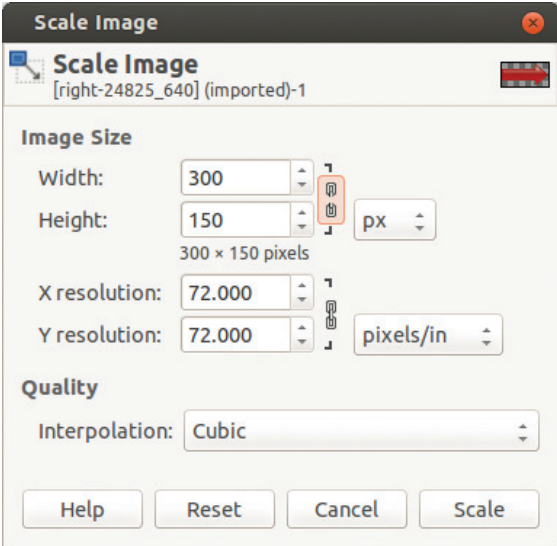 Scale Image
Scale Image
[right-24825_640] (imported)-1
Image Size
Width: 300
Height: 150 px
300 × 150 pixels
X resolution: 72.000
Y resolution: 72.000 pixels/in
Quality
Interpolation: Cubic
Help Reset Cancel Scale